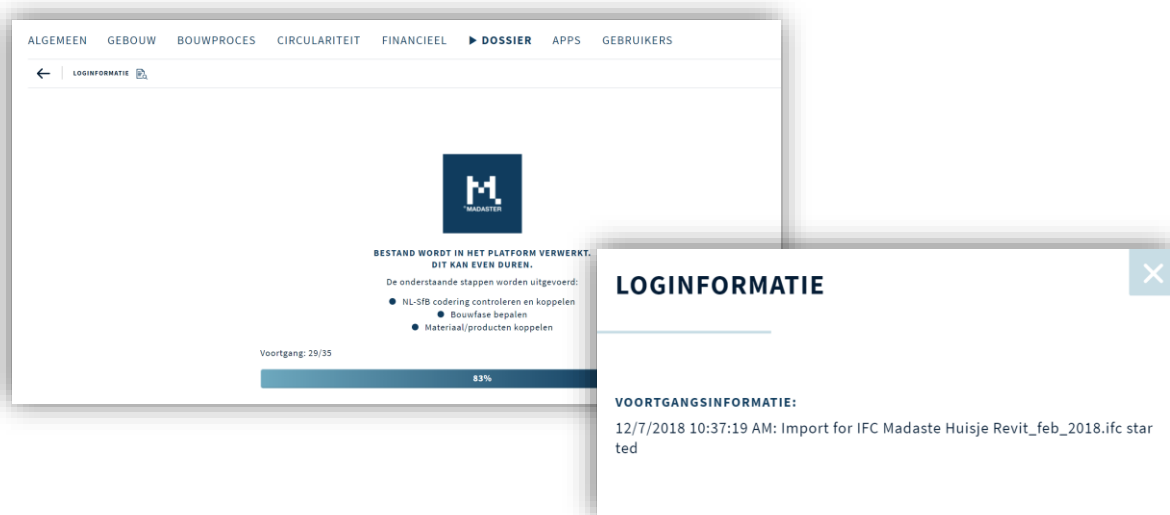 ALGEMEEN GEBOUW BOUWPROCES CIRCULARITEIT FINANCIEEL ▶ DOSSIER APPS GEBRUIKERS
← LOGINFORMATIE
M.
MADASTER
BESTAND WORDT IN HET PLATFORM VERWERKT.
DIT KAN EVEN DUREN.
De onderstaande stappen worden uitgevoerd:
● NL-SfB codering controleren en koppelen
● Bouwfase bepalen
● Materiaal/producten koppelen
Voortgang: 29/35
83%
LOGINFORMATIE
VOORTGANGSINFORMATIE:
12/7/2018 10:37:19 AM: Import for IFC Madaste Huisje Revit_feb_2018.ifc star
ted